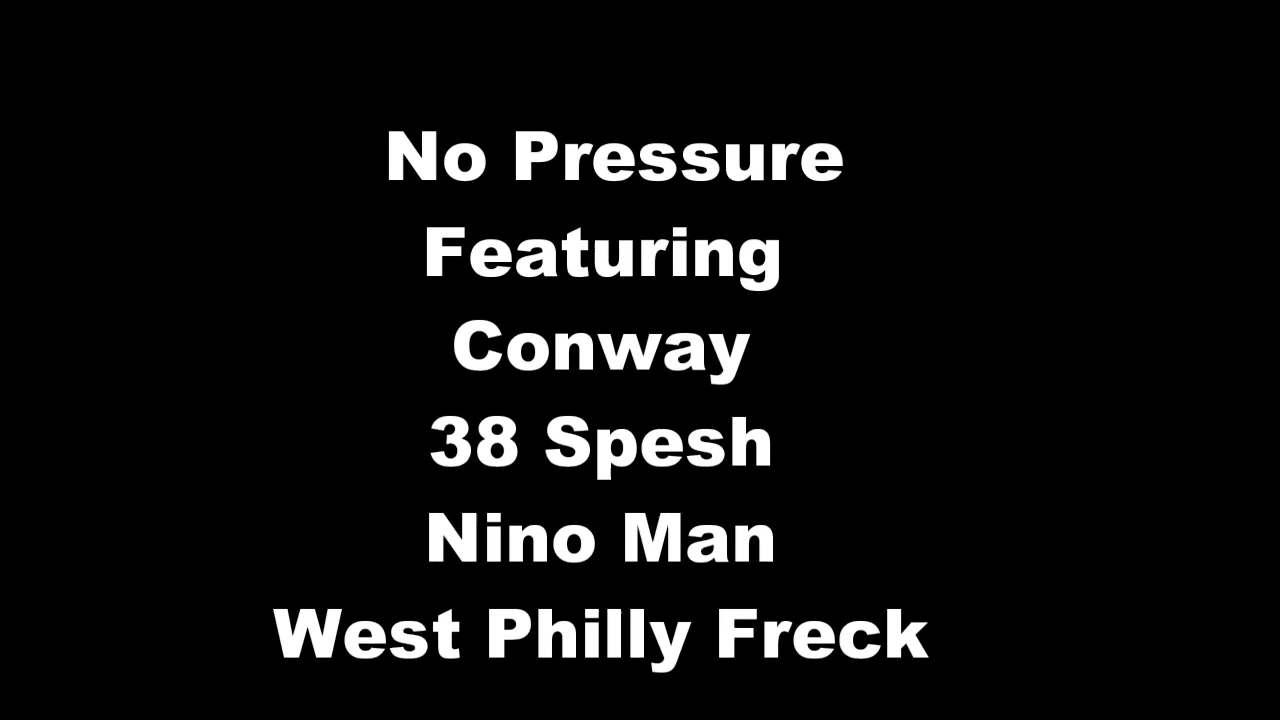 No Pressure
Featuring
Conway
38 Spesh
Nino Man
West Philly Freck